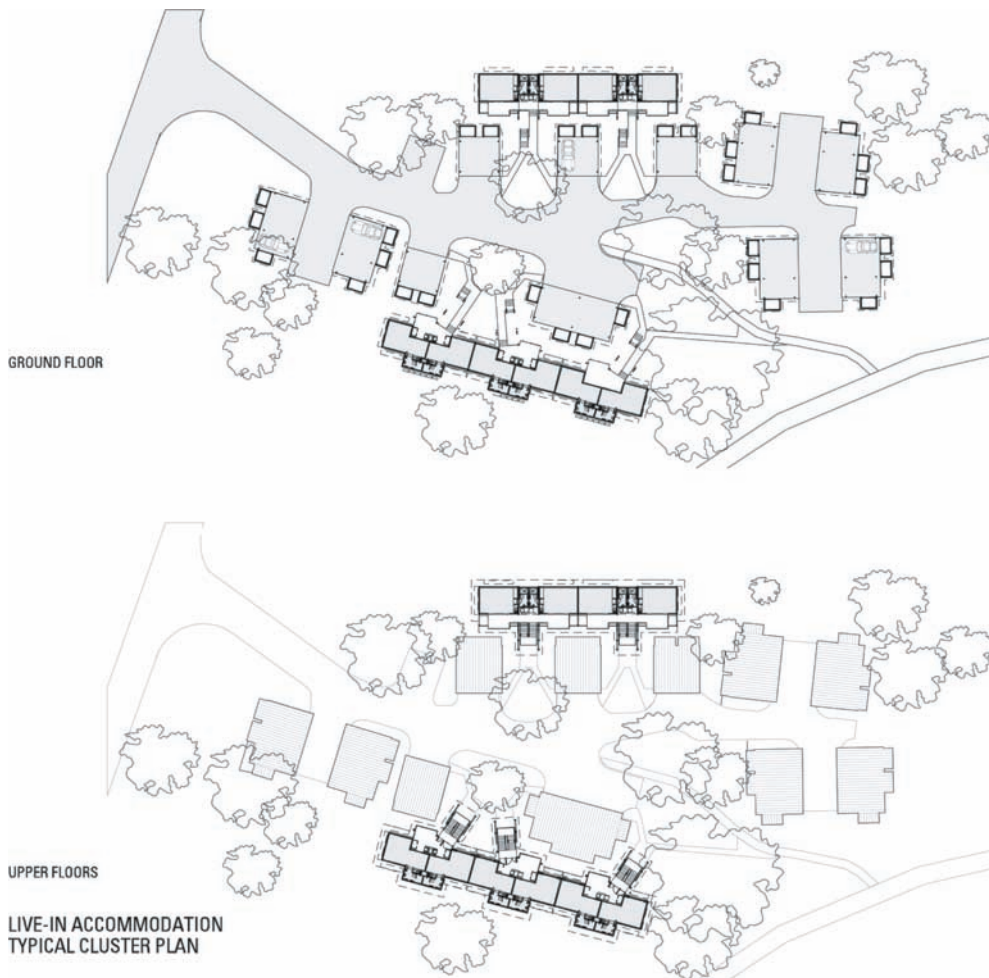 GROUND FLOOR
UPPER FLOORS
LIVE-IN ACCOMMODATION
TYPICAL CLUSTER PLAN